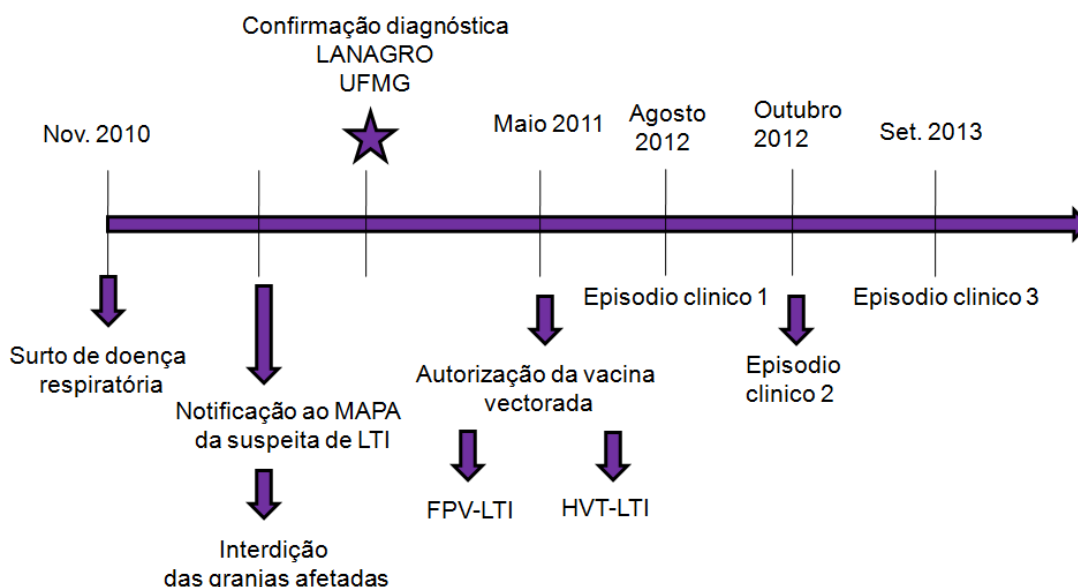 Confirmação diagnóstica
LANAGRO
UFMG
Nov. 2010
Maio 2011
Agosto
2012
Outubro
2012
Set. 2013
Surto de doença
respiratória
Notificação ao MAPA
da suspeita de LTI
Interdição
das granjas afetadas
Autorização da vacina
vectorada
FPV-LTI
HVT-LTI
Episodio clinico 1
Episodio
clinico 2
Episodio clinico 3